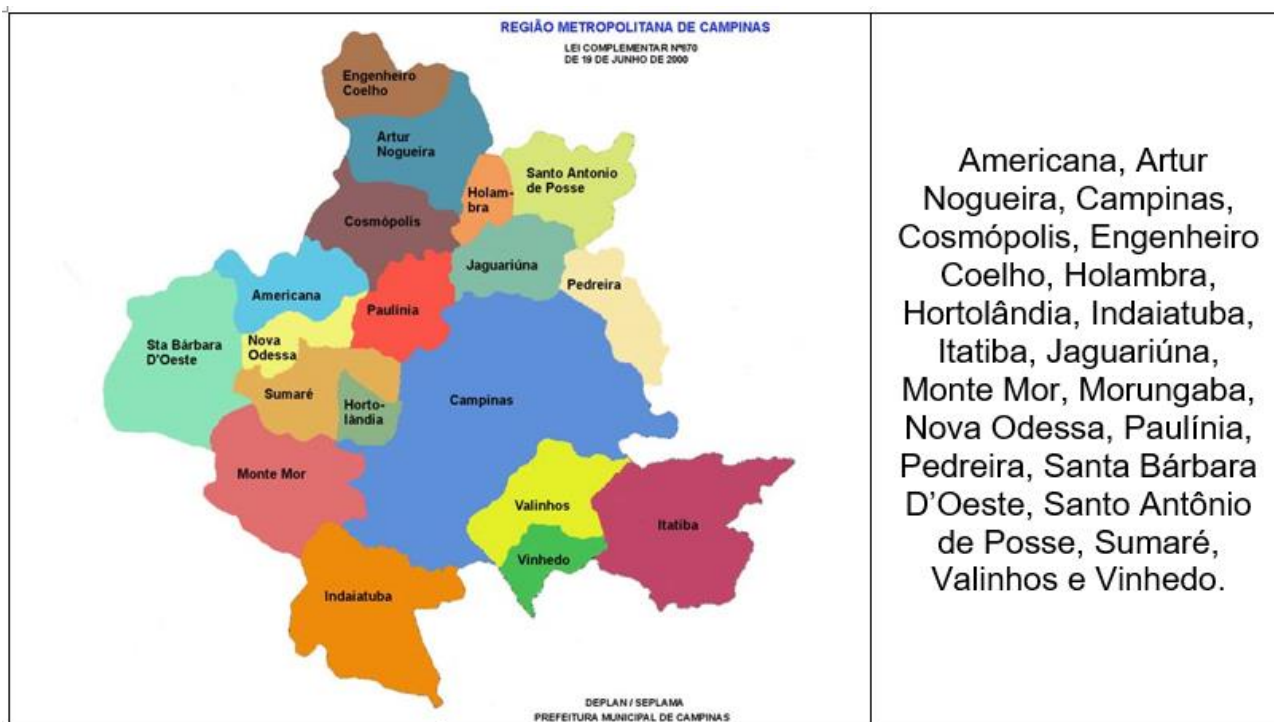 REGIÃO METROPOLITANA DE CAMPINAS
LEI COMPLEMENTAR Nº870
DE 19 DE JUNHO DE 2000
Engenheiro
Coelho
Artur
Nogueira
Santo Antonio
de Posse
Holam-
bra
Cosmópolis
Jaguariúna
Pedreira
Americana
Paulínia
Nova
Odessa
Sta Bàrbara
D'Oeste
Sumaré
Horto-
làndia
Campinas
Monte Mor
Valinhos
Itatiba
Vinhedo
Indaiatuba
DEPLAN / SEPLAMA
PREFEITURA MUNICIPAL DE CAMPINAS
Americana, Artur
Nogueira, Campinas,
Cosmópolis, Engenheiro
Coelho, Holambra,
Hortolândia, Indaiatuba,
Itatiba, Jaguariúna,
Monte Mor, Morungaba,
Nova Odessa, Paulínia,
Pedreira, Santa Bárbara
D’Oeste, Santo Antônio
de Posse, Sumaré,
Valinhos e Vinhedo.